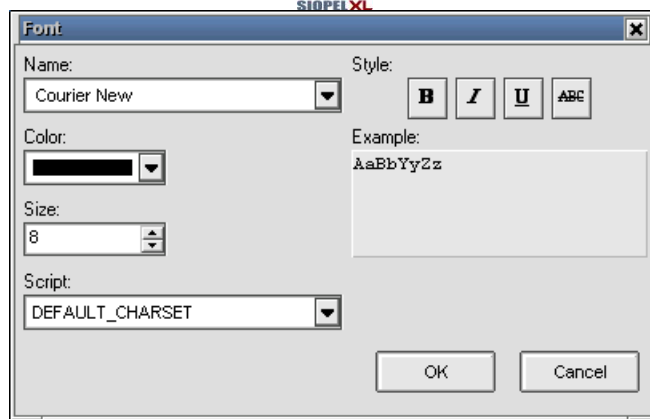 SIOPELXL
Font
Name:
Courier New
Style:
B I U ABC
Color:
Example:
AaBbYyZz
Size:
8
Script:
DEFAULT_CHARSET
OK
Cancel